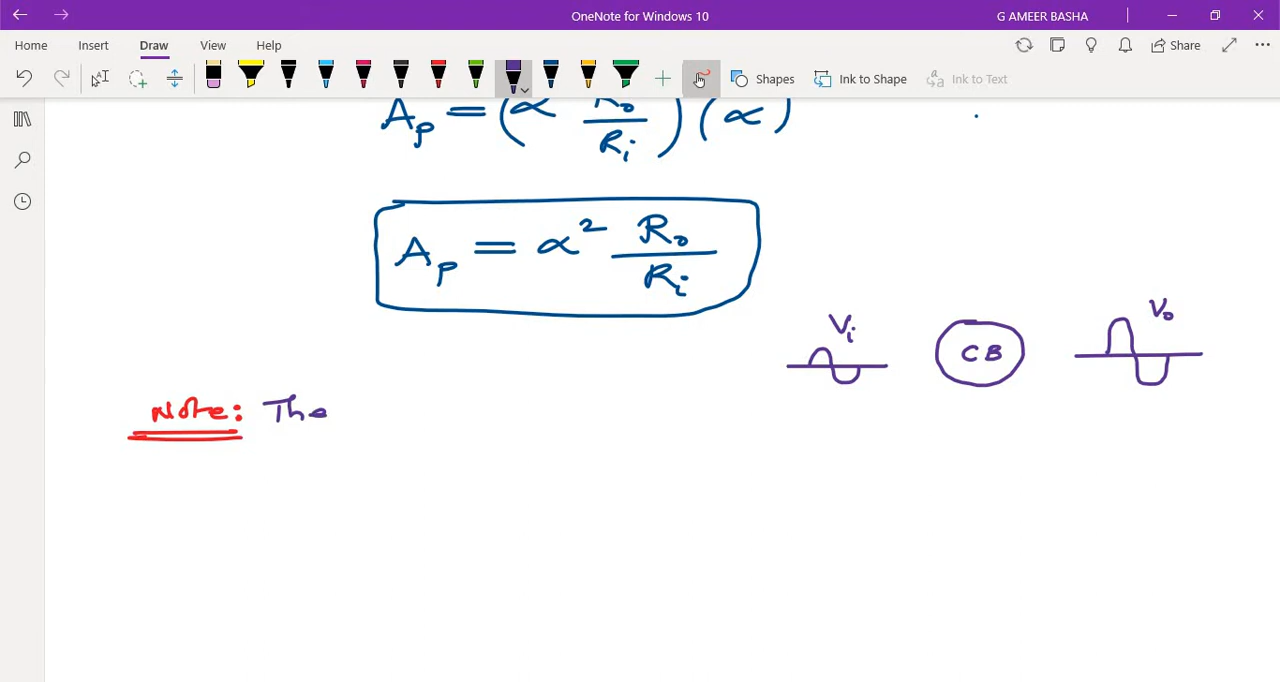 OneNote for Windows 10
G AMEER BASHA
Home Insert Draw View Help
Share
Shapes
Ink to Shape
Ink to Text
Ap = (α Ro/Ri) (α)
Ap = α² Ro/Ri
Vi
CB
Vo
Note: The